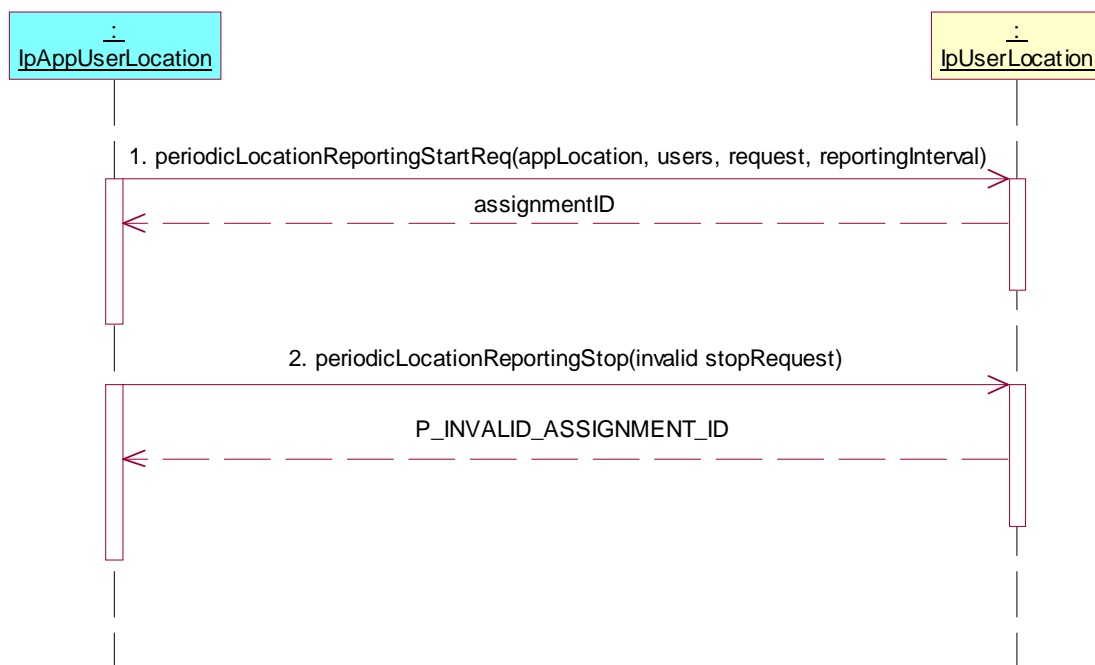 :
IpAppUserLocation
:
IpUserLocation
1. periodicLocationReportingStartReq(appLocation, users, request, reportingInterval)
assignmentID
2. periodicLocationReportingStop(invalid stopRequest)
P_INVALID_ASSIGNMENT_ID